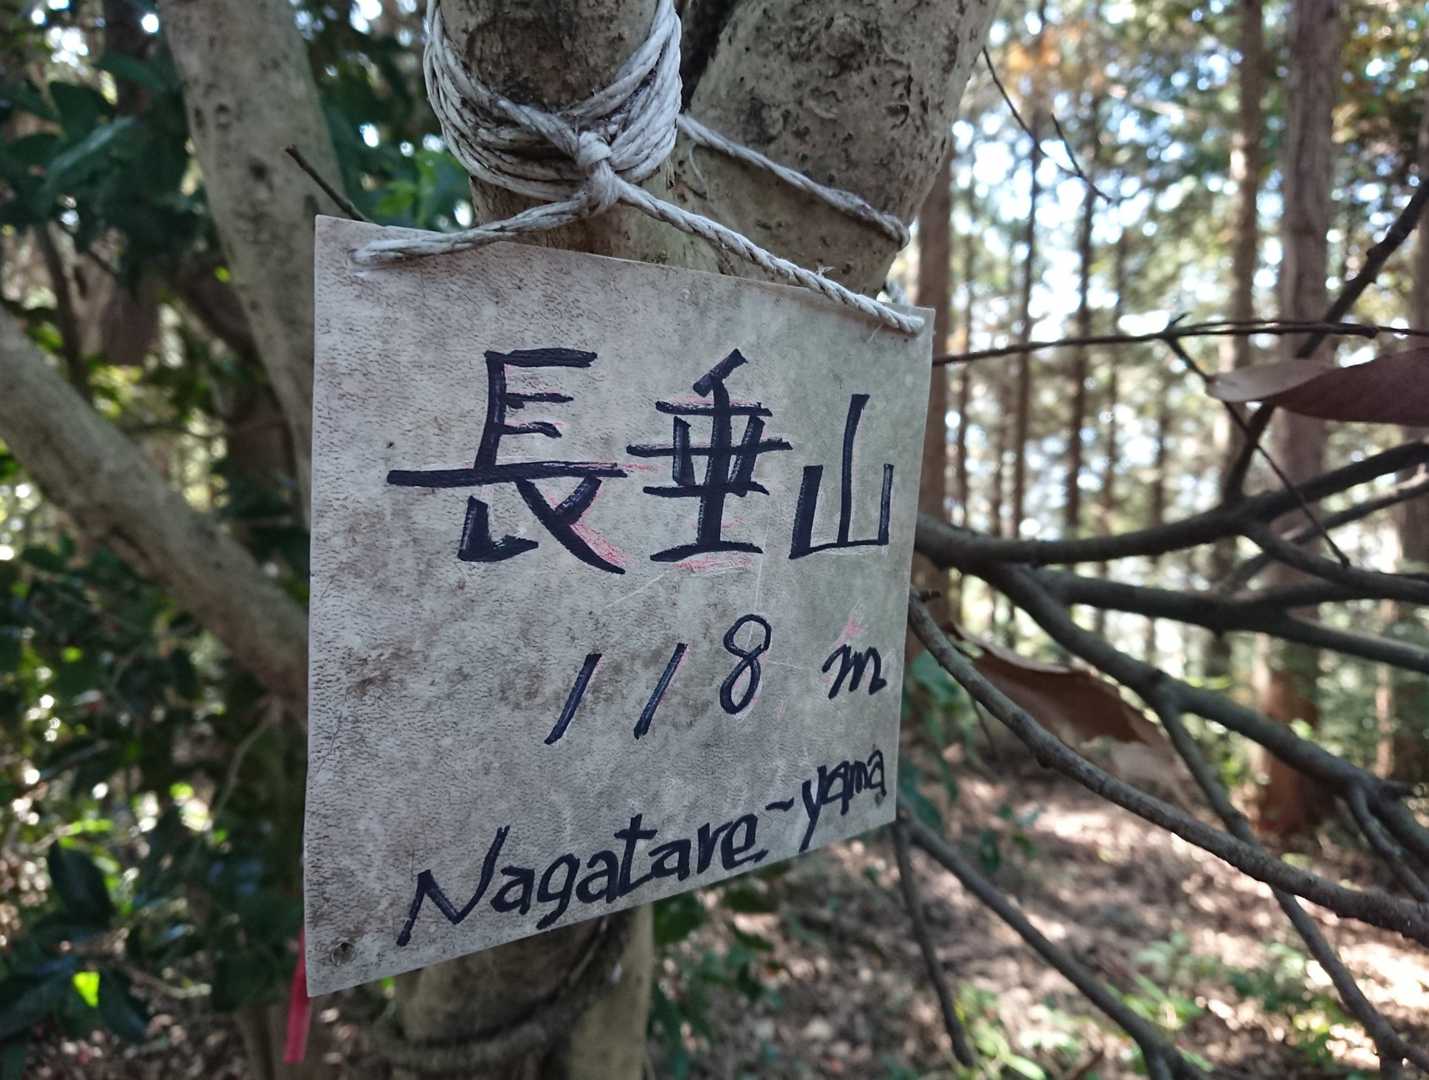 長垂山
118 m
Nagatare-yama